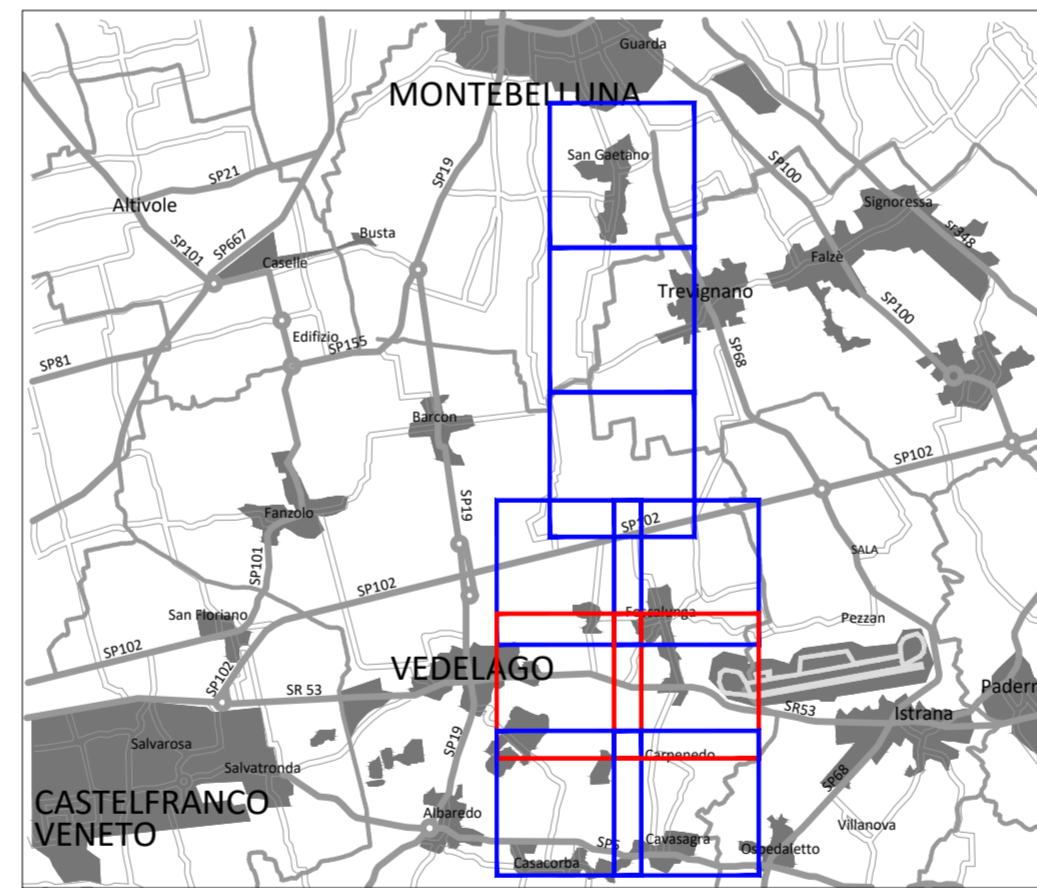 Guarda
MONTEBELLUNA
San Gaetano
SP100
SP19
SP21
Altivole
Signoressa
sr348
SP101
SP667
Busta
Caselle
Falzè
Trevignano
SP100
Edifizio
SP155
SP68
SP81
Barcon
SP102
SP19
Fanzolo
SP102
SALA
SP101
SP102
San Floriano
Foscalunga
Pezzan
SP102
VEDELAGO
SP102
SR 53
Padern
SR53
Istrana
SP19
Salvarosa
Carpenedo
Salvatronda
SP68
CASTELFRANCO
VENETO
Albaredo
Villanova
SP5
Cavasagra
Ospedaletto
Casacorba